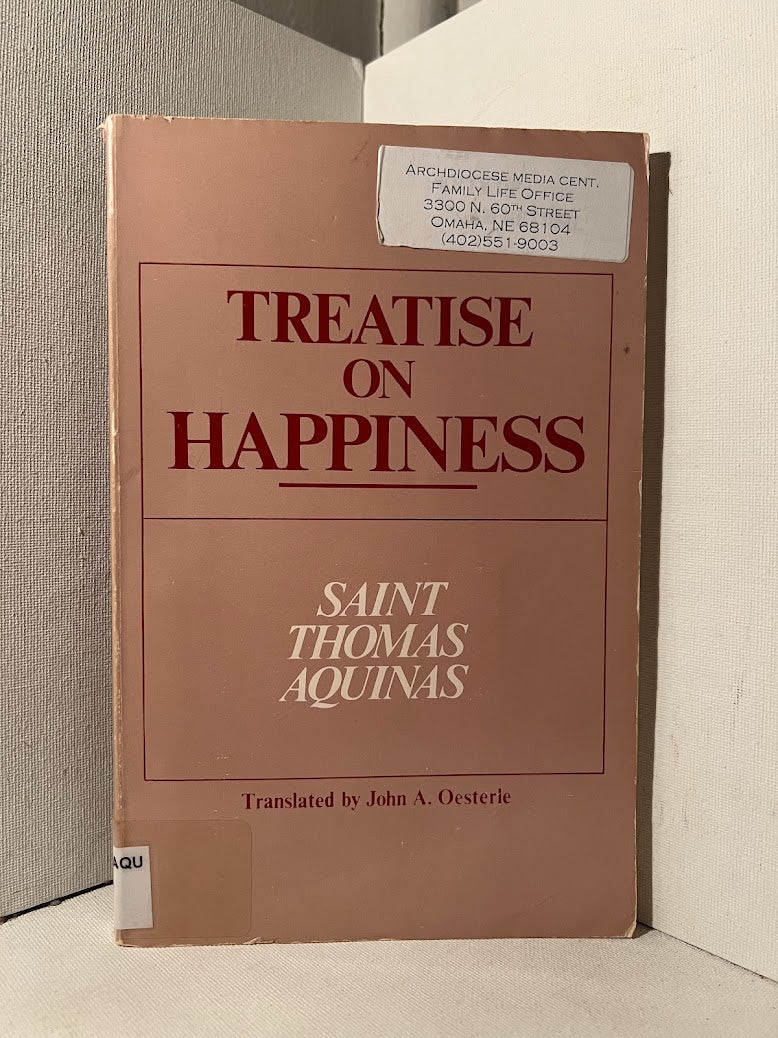 ARCHDIOCESE MEDIA CENT.
FAMILY LIFE OFFICE
3300 N. 60TH STREET
OMAHA, NE 68104
(402)551-9003
TREATISE
ON
HAPPINESS
SAINT
THOMAS
AQUINAS
Translated by John A. Oesterle
AQU